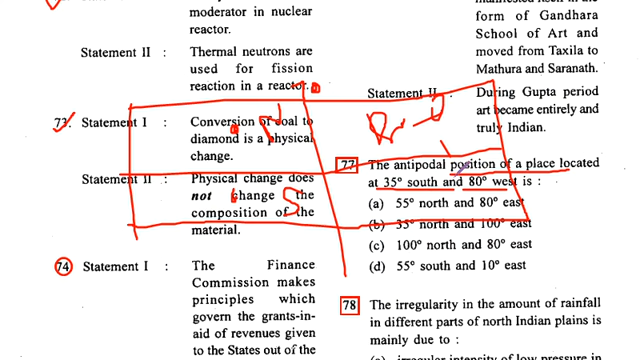 moderator in nuclear
reactor.
Statement II : Thermal neutrons are
used for fission
reaction in a reactor.
73. Statement I : Conversion of coal to
diamond is a physical
change.
Statement II : Physical change does
not change the
composition of the
material.
74 Statement I : The Finance
Commission makes
principles which
govern the grants-in-
aid of revenues given
to the States out of the
form of Gandhara
School of Art and
moved from Taxila to
Mathura and Saranath.
Statement II : During Gupta period
art became entirely and
truly Indian.
77 The antipodal position of a place located
at 35° south and 80° west is :
(a) 55° north and 80° east
(b) 35° north and 100° east
(c) 100° north and 80° east
(d) 55° south and 10° east
78 The irregularity in the amount of rainfall
in different parts of north Indian plains is
mainly due to :